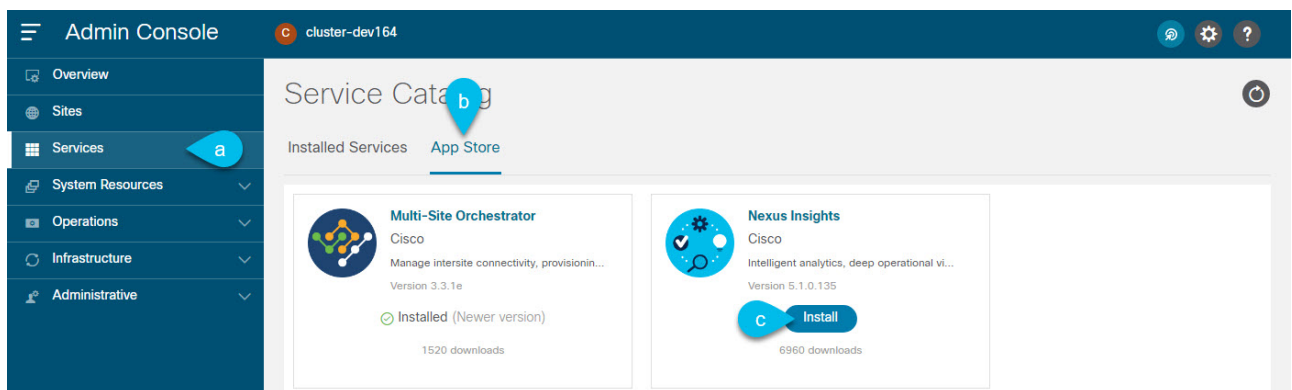 Admin Console
C cluster-dev164
?
Overview
Sites
Services
a
System Resources
Operations
Infrastructure
Administrative
Service Catalog
b
Installed Services App Store
Multi-Site Orchestrator
Cisco
Manage intersite connectivity, provisionin...
Version 3.3.1e
Installed (Newer version)
1520 downloads
Nexus Insights
Cisco
Intelligent analytics, deep operational vi...
Version 5.1.0.135
c
Install
6960 downloads